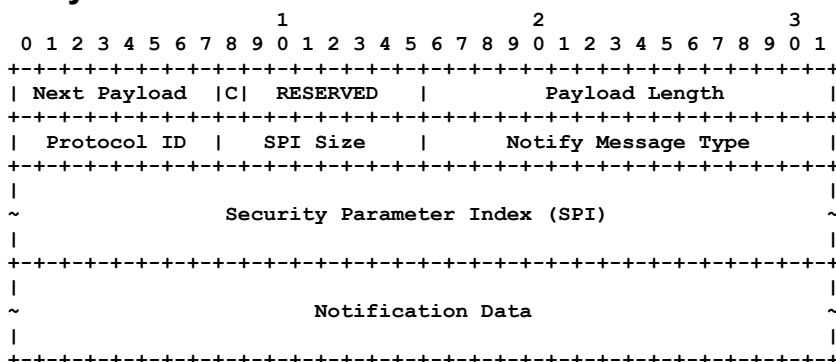 1                   2                   3
 0 1 2 3 4 5 6 7 8 9 0 1 2 3 4 5 6 7 8 9 0 1 2 3 4 5 6 7 8 9 0 1
+-+-+-+-+-+-+-+-+-+-+-+-+-+-+-+-+-+-+-+-+-+-+-+-+-+-+-+-+-+-+-+-+
| Next Payload  |C|  RESERVED   |         Payload Length        |
+-+-+-+-+-+-+-+-+-+-+-+-+-+-+-+-+-+-+-+-+-+-+-+-+-+-+-+-+-+-+-+-+
|  Protocol ID  |   SPI Size    |      Notify Message Type      |
+-+-+-+-+-+-+-+-+-+-+-+-+-+-+-+-+-+-+-+-+-+-+-+-+-+-+-+-+-+-+-+-+
|                                                               |
~                Security Parameter Index (SPI)                 ~
|                                                               |
+-+-+-+-+-+-+-+-+-+-+-+-+-+-+-+-+-+-+-+-+-+-+-+-+-+-+-+-+-+-+-+-+
|                                                               |
~                       Notification Data                       ~
|                                                               |
+-+-+-+-+-+-+-+-+-+-+-+-+-+-+-+-+-+-+-+-+-+-+-+-+-+-+-+-+-+-+-+-+